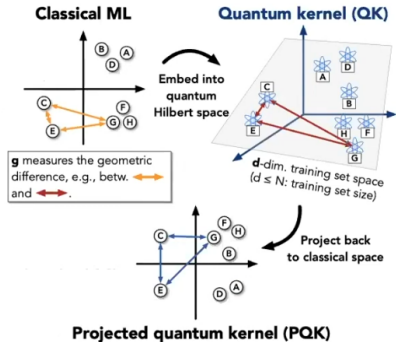 Classical ML
B
A
D
C
E
F
G
H
g measures the geometric
difference, e.g., betw.
and .
Embed into
quantum
Hilbert space
Quantum kernel (QK)
A
D
B
C
E
H
F
G
d-dim. training set space
(d ≤ N: training set size)
Project back
to classical space
C
G
F
H
B
E
D
A
Projected quantum kernel (PQK)